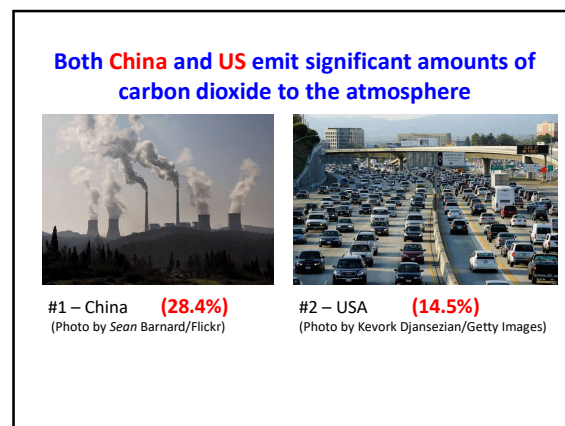 Both China and US emit significant amounts of
carbon dioxide to the atmosphere
#1 – China (28.4%)
(Photo by Sean Barnard/Flickr)
#2 – USA (14.5%)
(Photo by Kevork Djansezian/Getty Images)